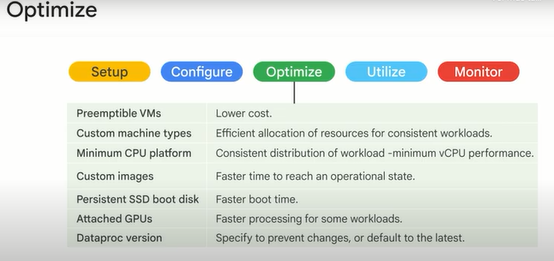 Optimize
Setup Configure Optimize Utilize Monitor
Preemptible VMs Lower cost.
Custom machine types Efficient allocation of resources for consistent workloads.
Minimum CPU platform Consistent distribution of workload -minimum vCPU performance.
Custom images Faster time to reach an operational state.
Persistent SSD boot disk Faster boot time.
Attached GPUs Faster processing for some workloads.
Dataproc version Specify to prevent changes, or default to the latest.